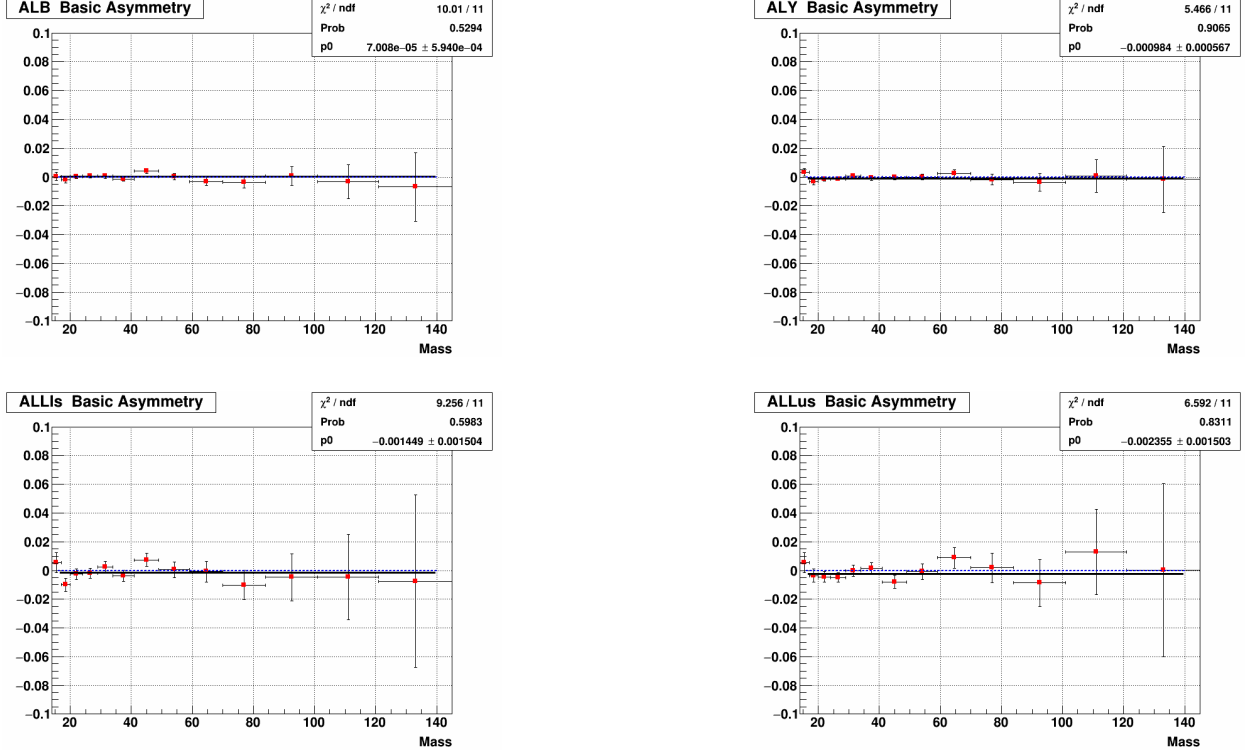 ALB Basic Asymmetry
χ² / ndf 10.01 / 11
Prob 0.5294
p0 7.008e−05 ± 5.940e−04
0.1
0.08
0.06
0.04
0.02
0
−0.02
−0.04
−0.06
−0.08
−0.1
20 40 60 80 100 120 140
Mass
ALY Basic Asymmetry
χ² / ndf 5.466 / 11
Prob 0.9065
p0 −0.000984 ± 0.000567
0.1
0.08
0.06
0.04
0.02
0
−0.02
−0.04
−0.06
−0.08
−0.1
20 40 60 80 100 120 140
Mass
ALLls Basic Asymmetry
χ² / ndf 9.256 / 11
Prob 0.5983
p0 −0.001449 ± 0.001504
0.1
0.08
0.06
0.04
0.02
0
−0.02
−0.04
−0.06
−0.08
−0.1
20 40 60 80 100 120 140
Mass
ALLus Basic Asymmetry
χ² / ndf 6.592 / 11
Prob 0.8311
p0 −0.002355 ± 0.001503
0.1
0.08
0.06
0.04
0.02
0
−0.02
−0.04
−0.06
−0.08
−0.1
20 40 60 80 100 120 140
Mass